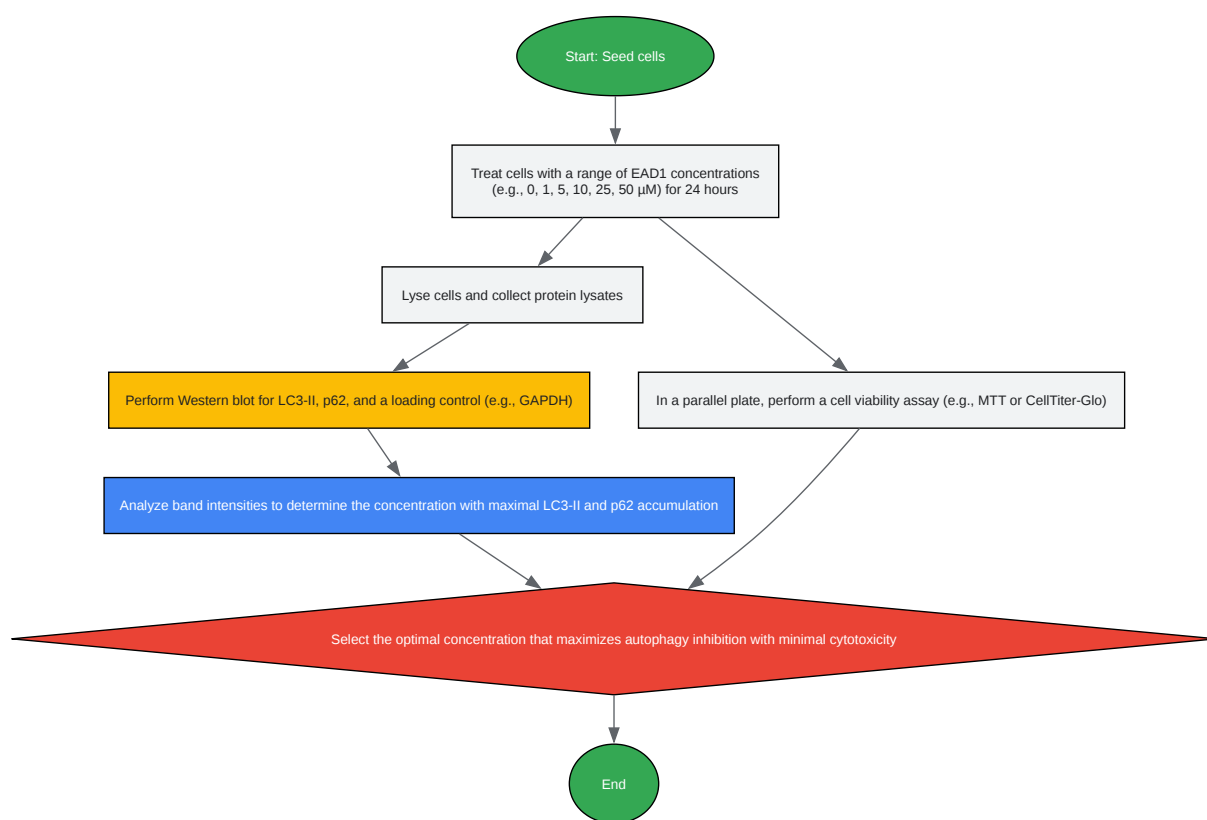 Start: Seed cells
Treat cells with a range of EAD1 concentrations
(e.g., 0, 1, 5, 10, 25, 50 µM) for 24 hours
Lyse cells and collect protein lysates
Perform Western blot for LC3-II, p62, and a loading control (e.g., GAPDH)
In a parallel plate, perform a cell viability assay (e.g., MTT or CellTiter-Glo)
Analyze band intensities to determine the concentration with maximal LC3-II and p62 accumulation
Select the optimal concentration that maximizes autophagy inhibition with minimal cytotoxicity
End